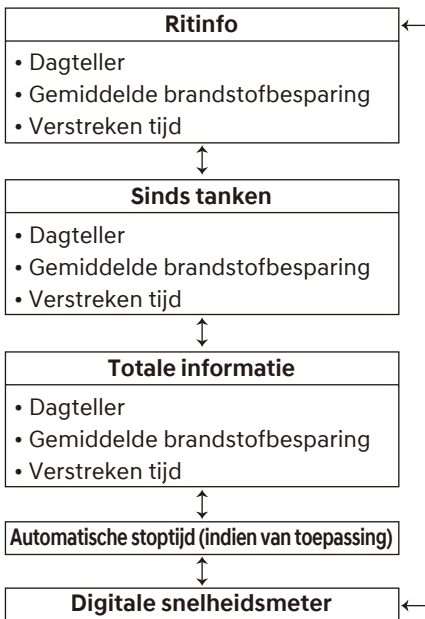 Ritinfo
• Dagteller
• Gemiddelde brandstofbesparing
• Verstreken tijd
Sinds tanken
• Dagteller
• Gemiddelde brandstofbesparing
• Verstreken tijd
Totale informatie
• Dagteller
• Gemiddelde brandstofbesparing
• Verstreken tijd
Automatische stoptijd (indien van toepassing)
Digitale snelheidsmeter